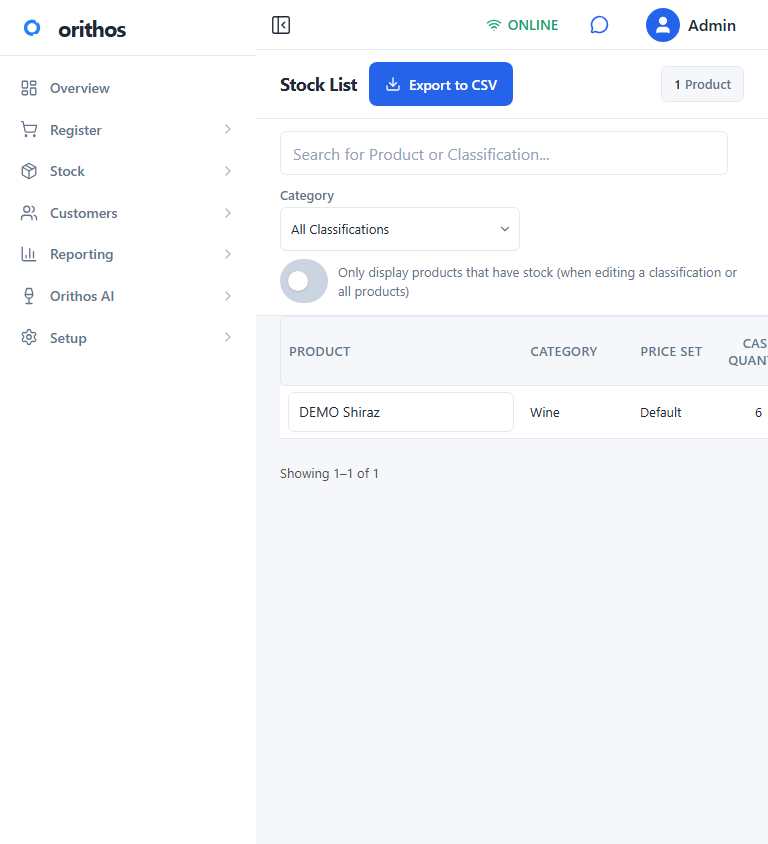 orithos
ONLINE
Admin
Overview
Register
Stock
Customers
Reporting
Orithos AI
Setup
Stock List
Export to CSV
1 Product
Search for Product or Classification...
Category
All Classifications
Only display products that have stock (when editing a classification or
all products)
PRODUCT
CATEGORY
PRICE SET
DEMO Shiraz
Wine
Default
6
Showing 1–1 of 1